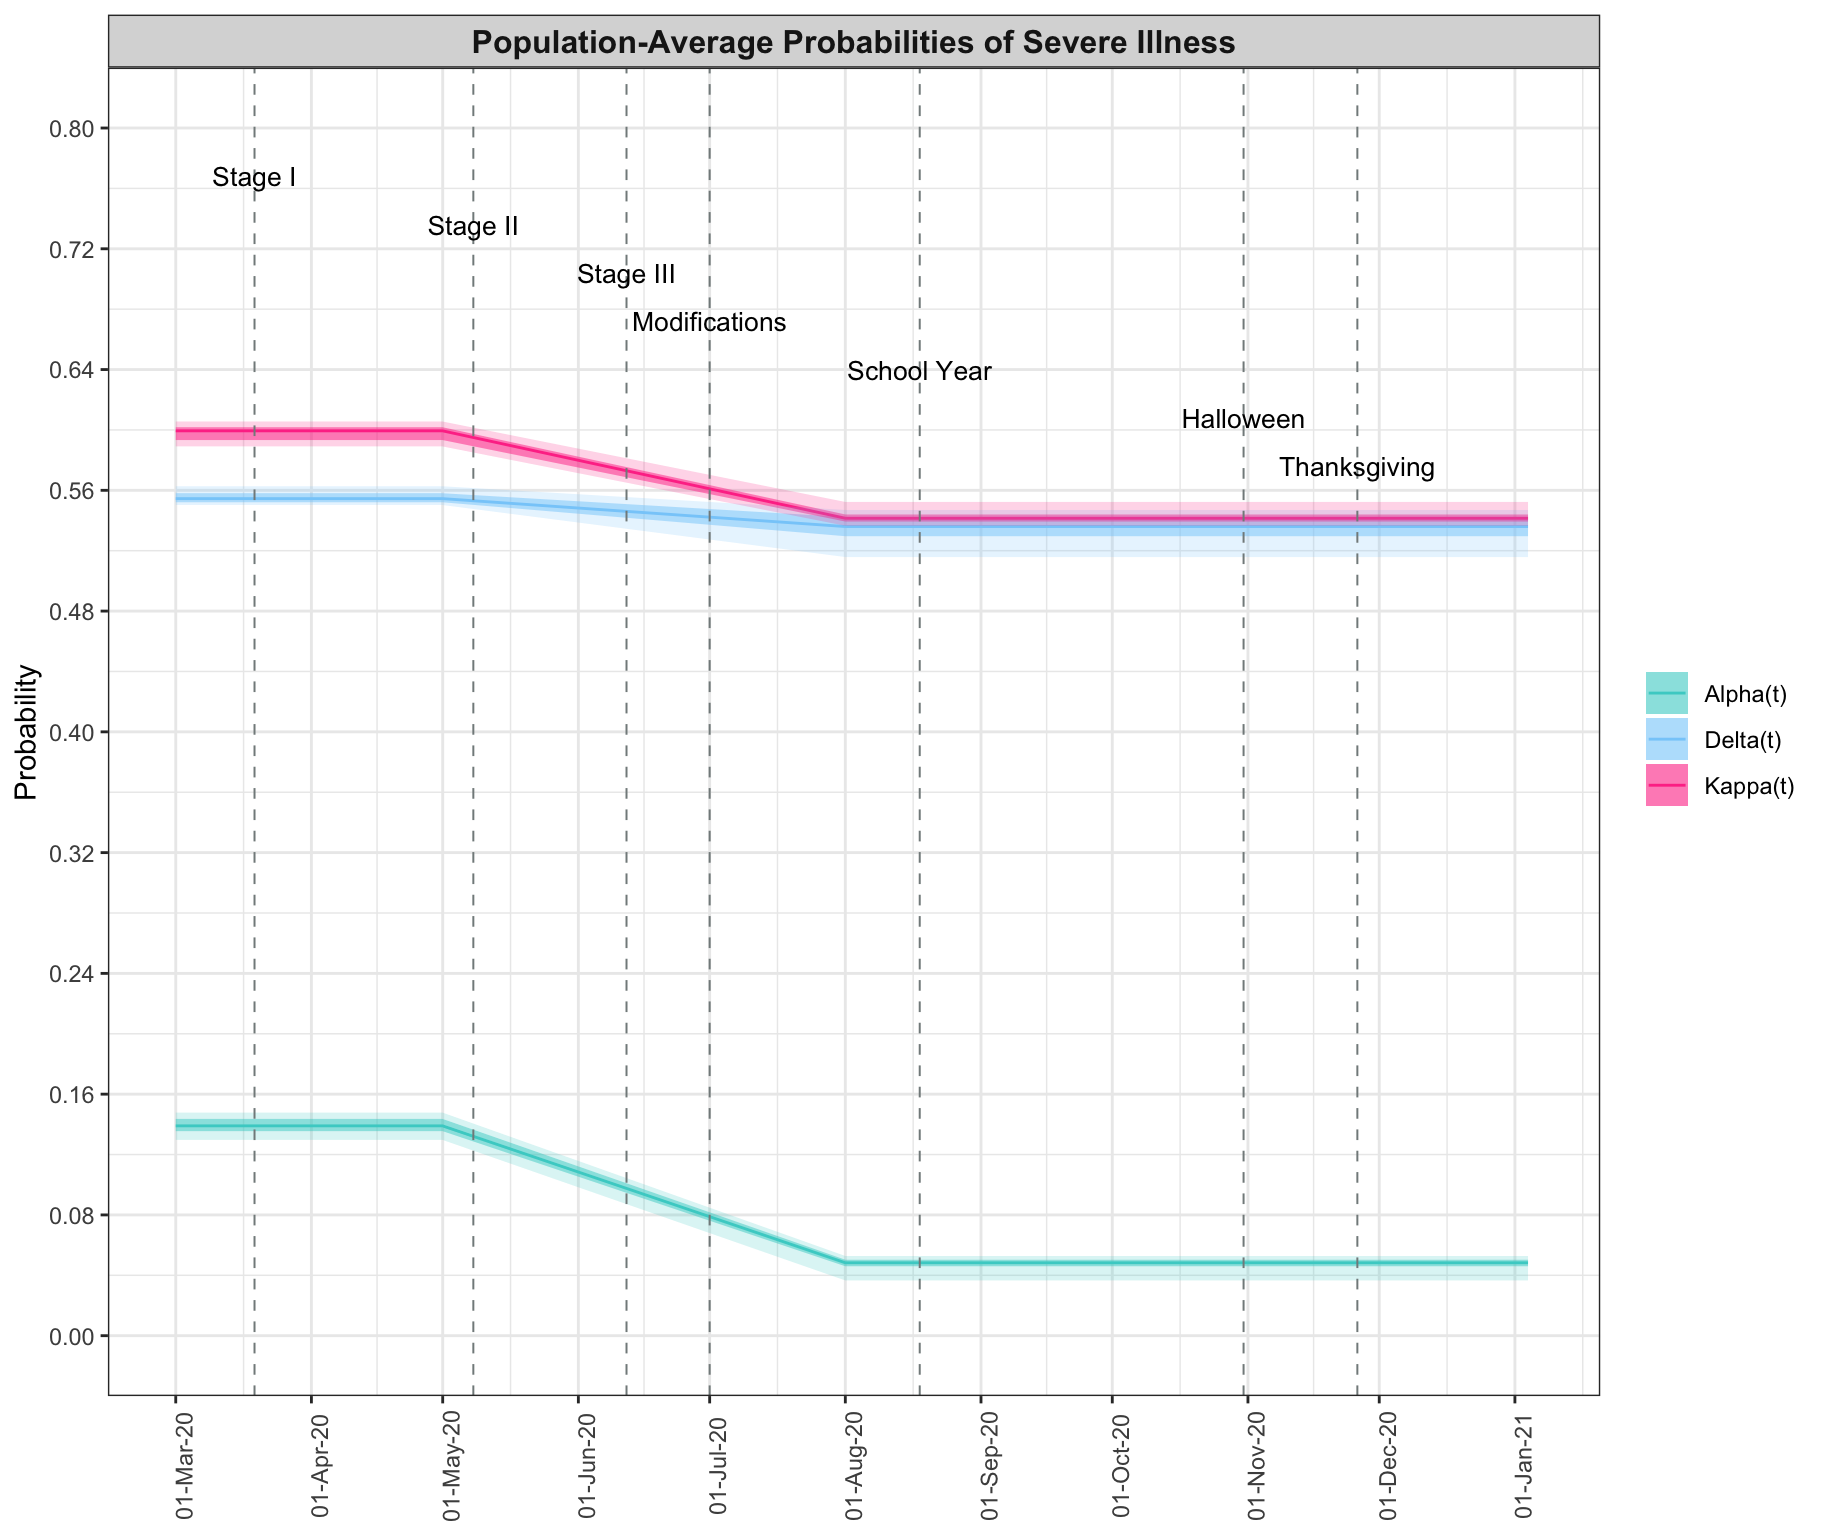 Population-Average Probabilities of Severe Illness
0.80
0.72
0.64
0.56
0.48
0.40
0.32
0.24
0.16
0.08
0.00
Probability
Stage I
Stage II
Stage III
Modifications
School Year
Halloween
Thanksgiving
01-Mar-20
01-Apr-20
01-May-20
01-Jun-20
01-Jul-20
01-Aug-20
01-Sep-20
01-Oct-20
01-Nov-20
01-Dec-20
01-Jan-21
Alpha(t)
Delta(t)
Kappa(t)